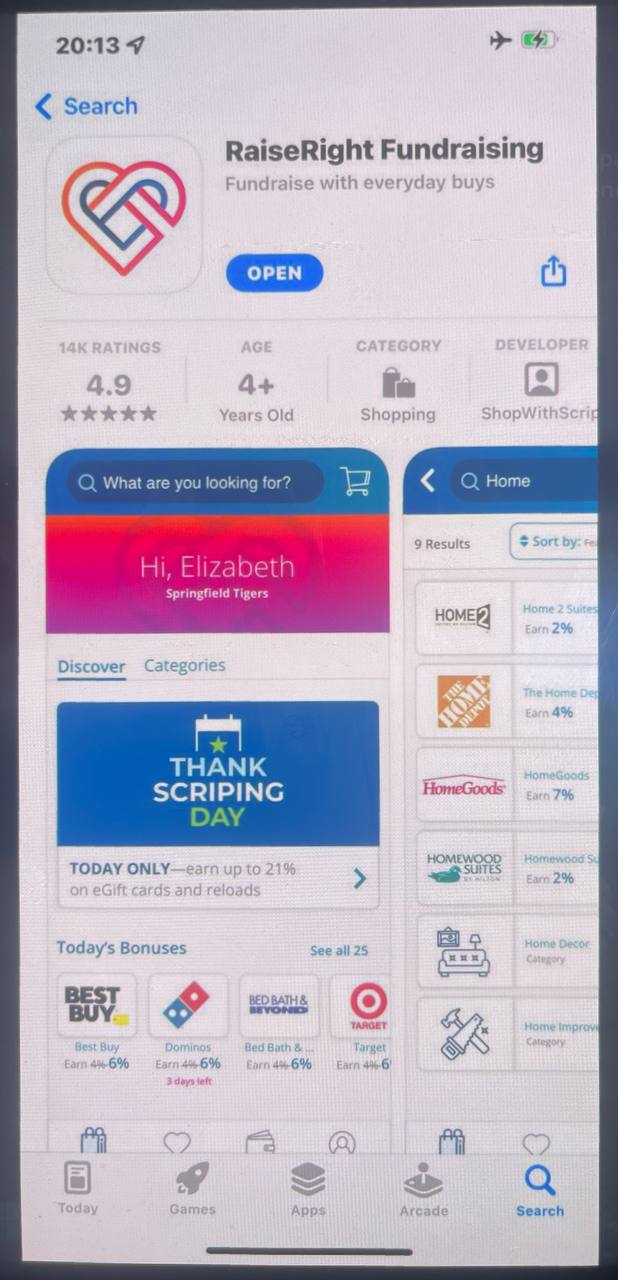 20:13
Search
RaiseRight Fundraising
Fundraise with everyday buys
OPEN
14K RATINGS
4.9
AGE
4+
Years Old
CATEGORY
Shopping
DEVELOPER
ShopWithScrip
What are you looking for?
Hi, Elizabeth
Springfield Tigers
Discover Categories
THANK
SCRIPING
DAY
TODAY ONLY—earn up to 21%
on eGift cards and reloads
Today's Bonuses See all 25
BEST
BUY
Best Buy
Earn 4% 6%
Dominos
Earn 4% 6%
3 days left
BED BATH &
BEYOND
Bed Bath & ...
Earn 4% 6%
TARGET
Target
Earn 4% 6
Home
9 Results
Sort by: Fea
HOME2
Home 2 Suites
Earn 2%
THE
HOME
DEPOT
The Home Dep
Earn 4%
HomeGoods
HomeGoods
Earn 7%
HOMEWOOD
SUITES
BY HILTON
Homewood Su
Earn 2%
Home Decor
Category
Home Improve
Category
Today
Games
Apps
Arcade
Search